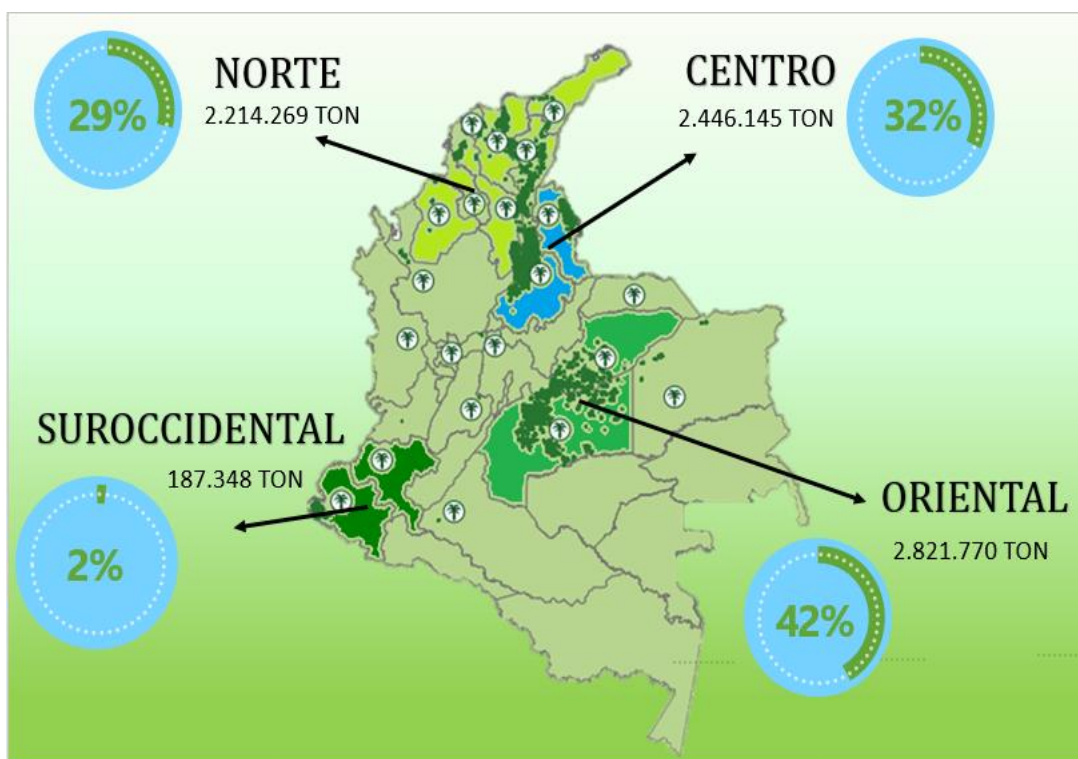 NORTE
2.214.269 TON
29%
CENTRO
2.446.145 TON
32%
SUROCCIDENTAL
187.348 TON
2%
ORIENTAL
2.821.770 TON
42%